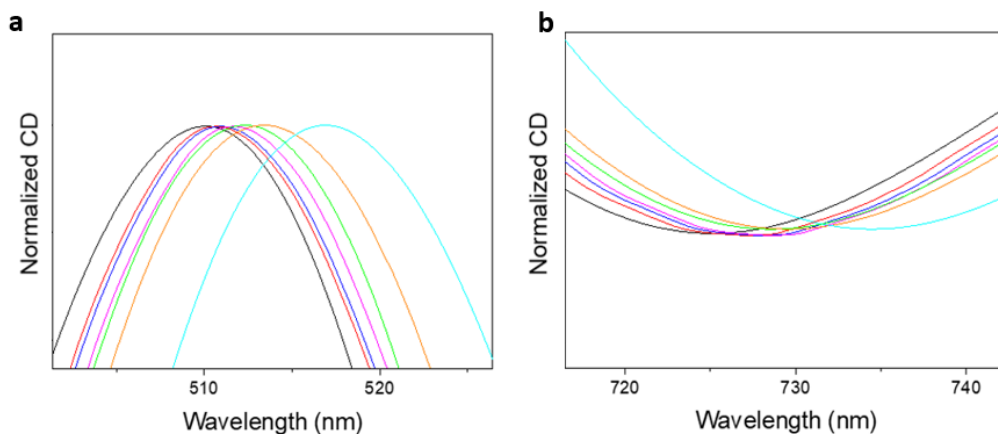 a
Normalized CD
510
520
Wavelength (nm)
b
Normalized CD
720
730
740
Wavelength (nm)